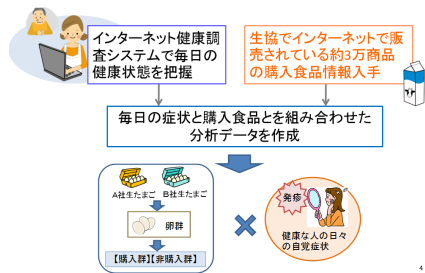 インターネット健康調
査システムで毎日の
健康状態を把握
生協でインターネットで販
売されている約3万商品
の購入食品情報入手
毎日の症状と購入食品とを組み合わせた
分析データを作成
A社生たまご
B社生たまご
卵群
【購入群】【非購入群】
発疹
健康な人の日々
の自覚症状
4